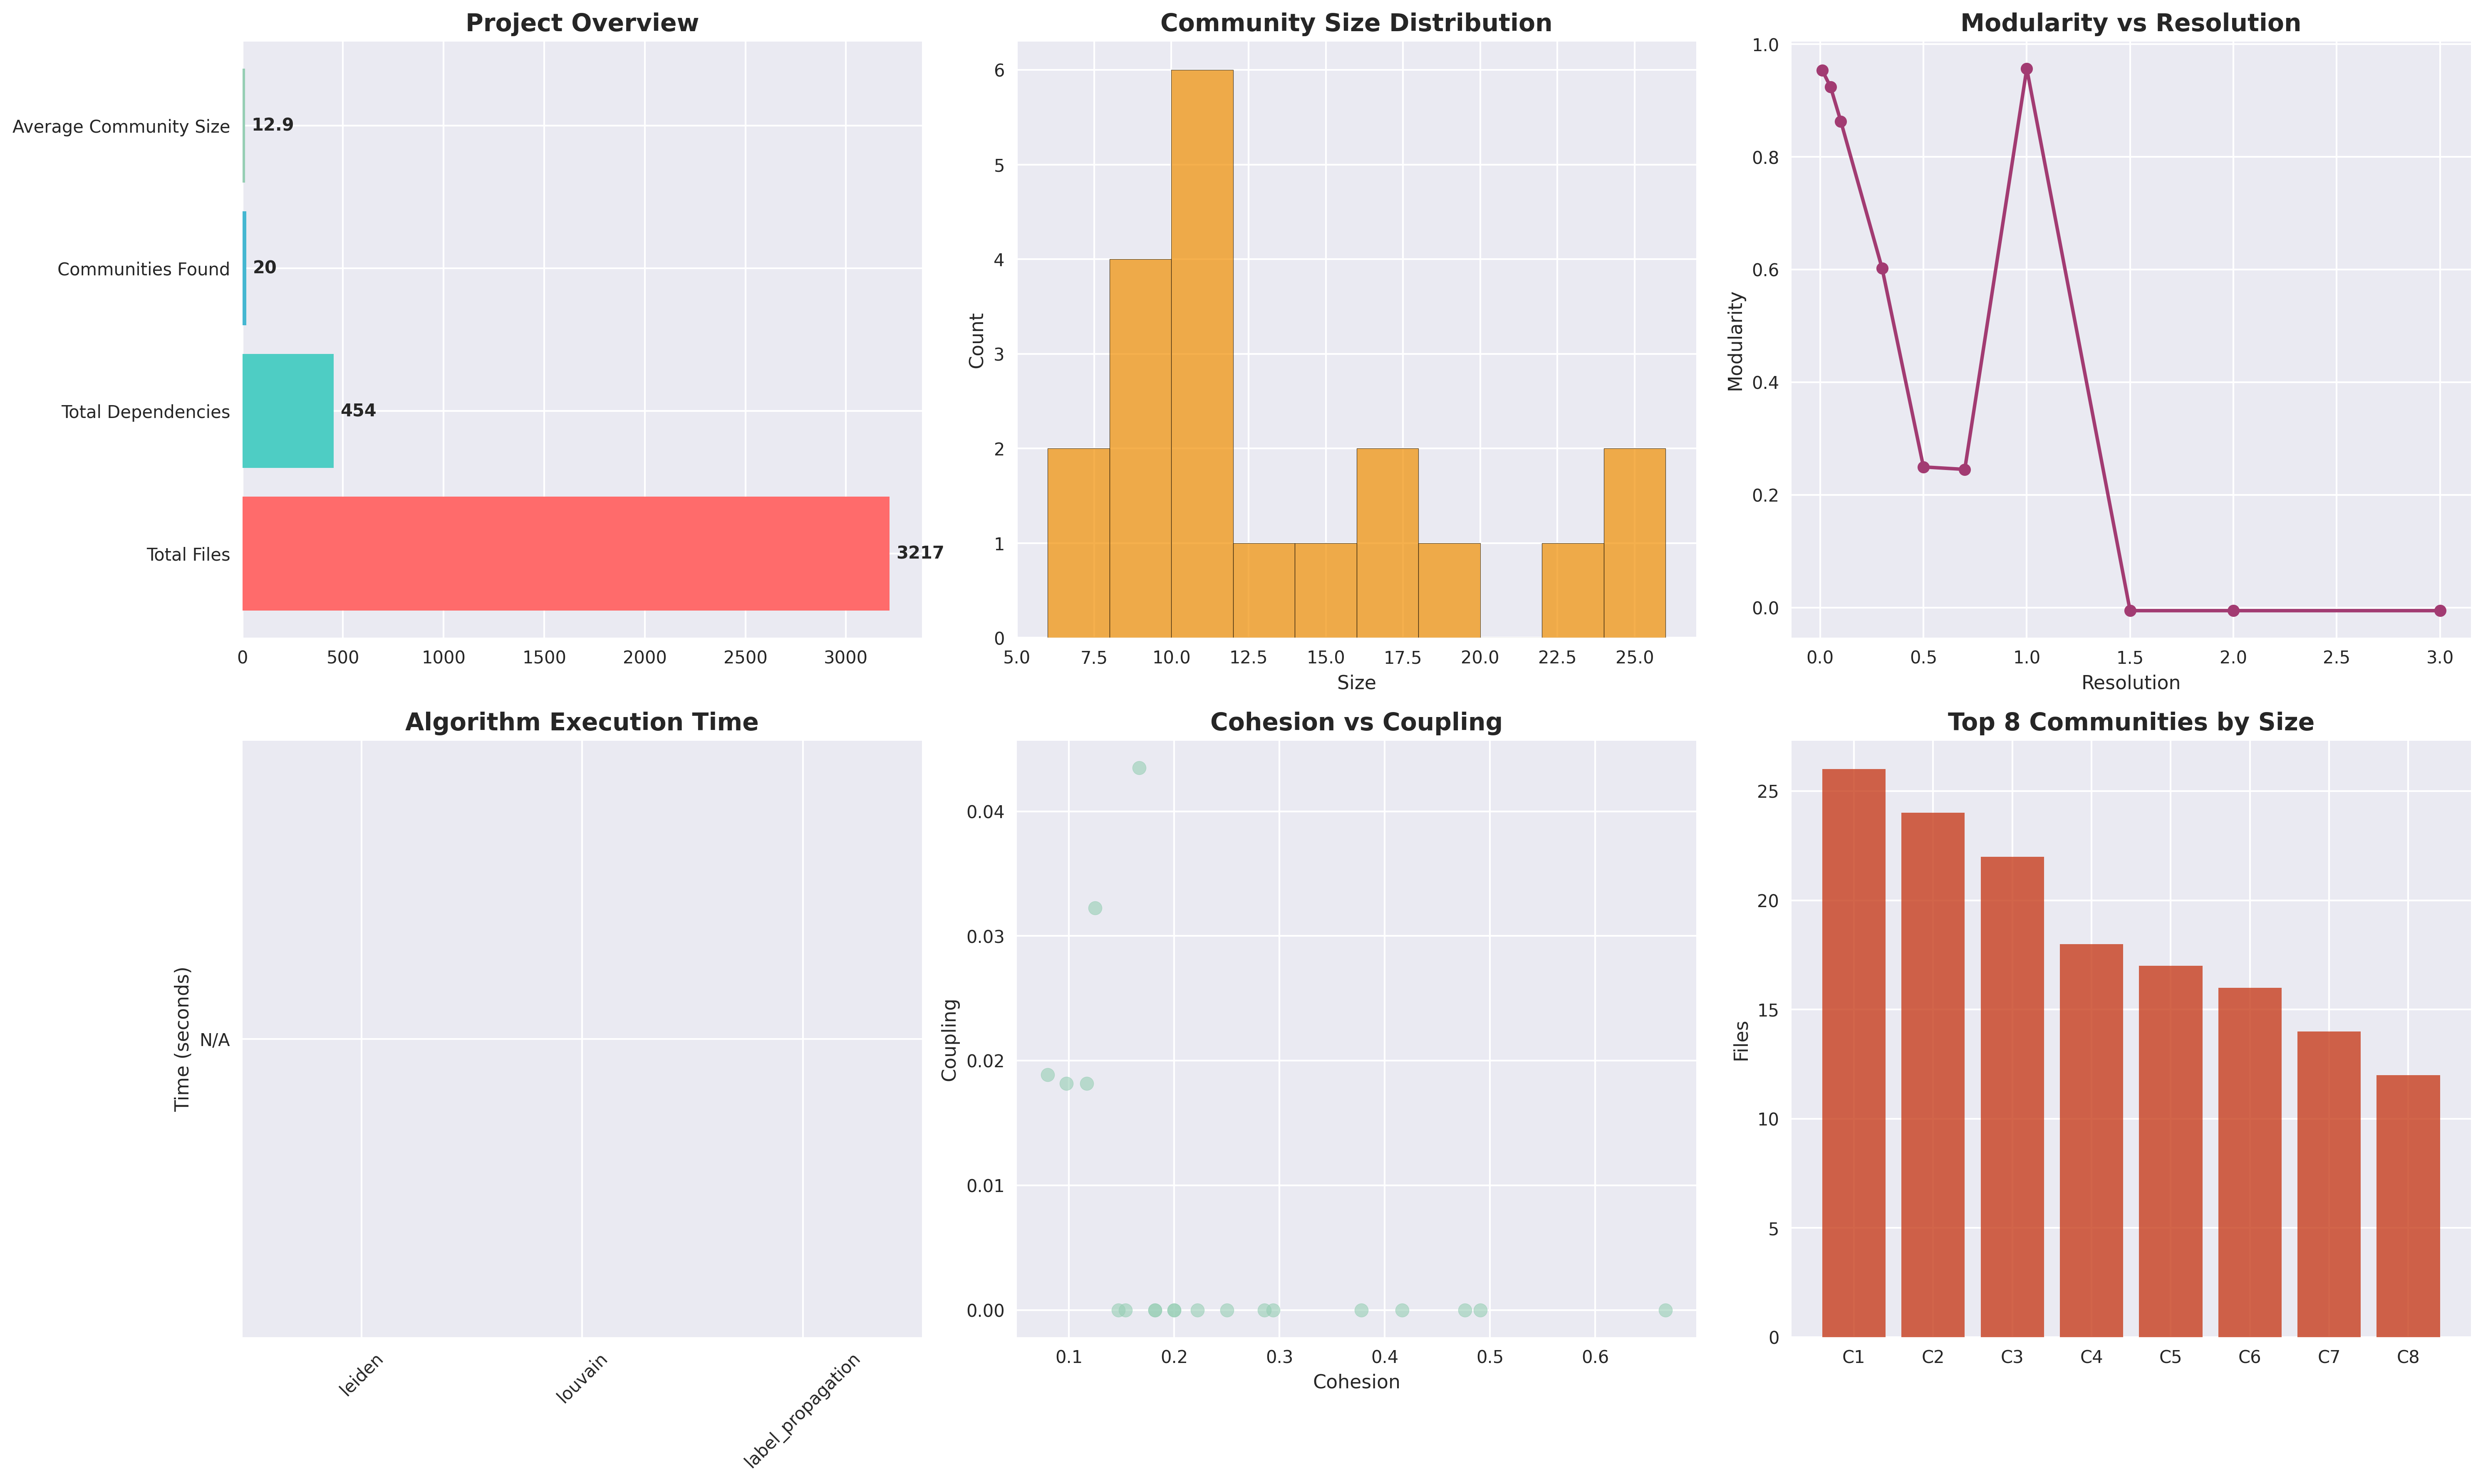 Project Overview
Average Community Size
12.9
Communities Found
20
Total Dependencies
454
Total Files
3217
0 500 1000 1500 2000 2500 3000
Community Size Distribution
Count
6
5
4
3
2
1
0
5.0 7.5 10.0 12.5 15.0 17.5 20.0 22.5 25.0
Size
Modularity vs Resolution
Modularity
1.0
0.8
0.6
0.4
0.2
0.0
0.0 0.5 1.0 1.5 2.0 2.5 3.0
Resolution
Algorithm Execution Time
Time (seconds)
N/A
leiden
louvain
label_propagation
Cohesion vs Coupling
Coupling
0.04
0.03
0.02
0.01
0.00
0.1 0.2 0.3 0.4 0.5 0.6
Cohesion
Top 8 Communities by Size
Files
25
20
15
10
5
0
C1 C2 C3 C4 C5 C6 C7 C8